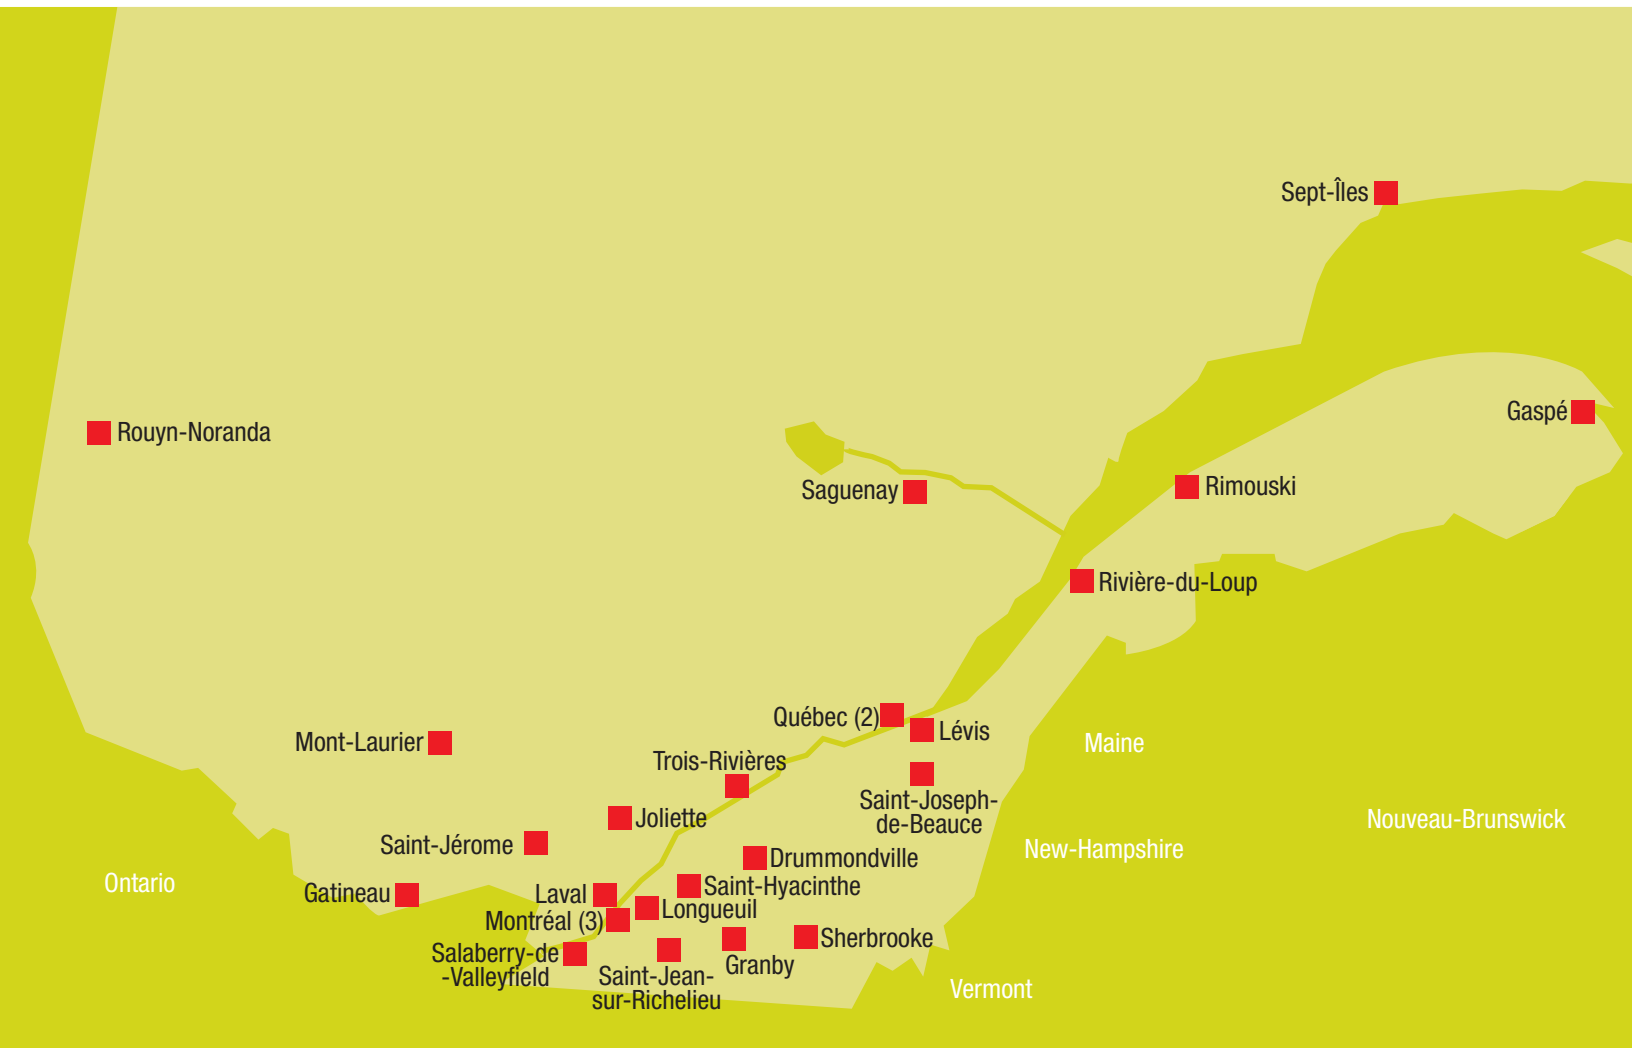 Sept-Îles
Gaspé
Rouyn-Noranda
Saguenay
Rimouski
Rivière-du-Loup
Québec (2)
Lévis
Mont-Laurier
Maine
Trois-Rivières
Saint-Joseph-
de-Beauce
Joliette
Nouveau-Brunswick
Saint-Jérome
New-Hampshire
Drummondville
Ontario
Gatineau
Laval
Saint-Hyacinthe
Longueuil
Montréal (3)
Sherbrooke
Salaberry-de
-Valleyfield
Granby
Saint-Jean-
sur-Richelieu
Vermont